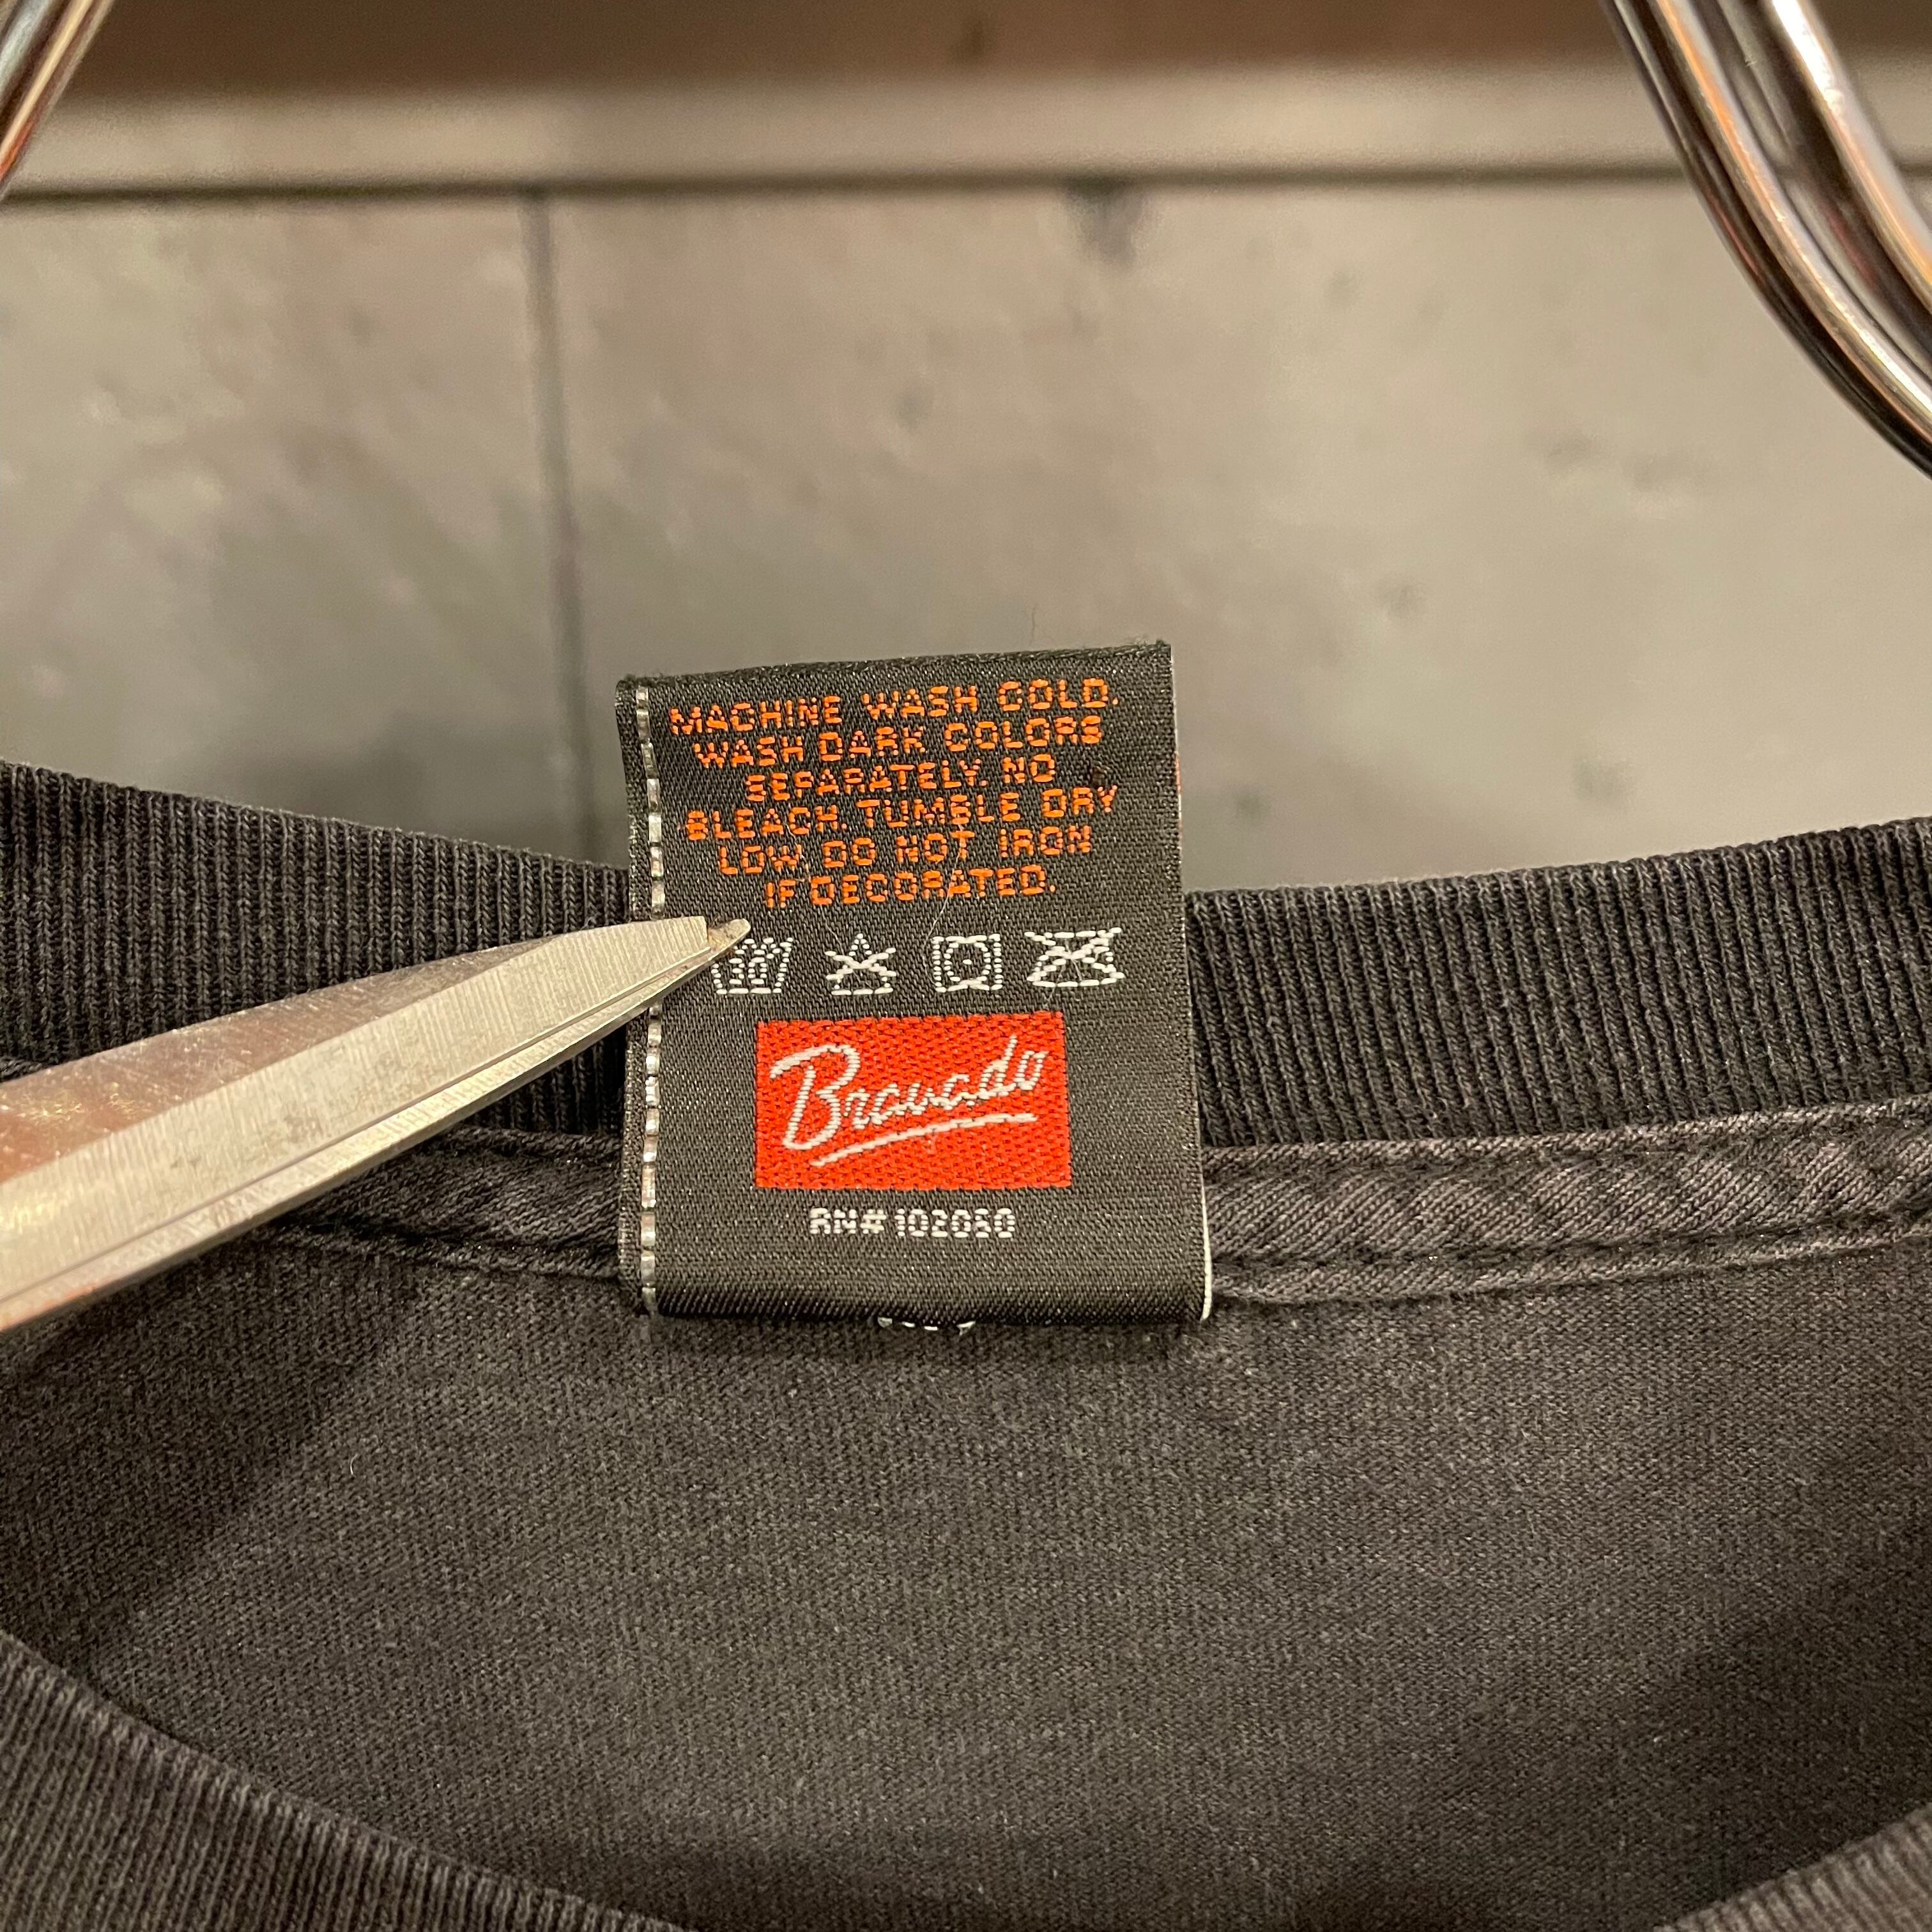 MACHINE WASH COLD.
WASH DARK COLORS
SEPARATELY. NO
BLEACH. TUMBLE DRY
LOW DO NOT IRON
IF DECORATED.
Bravado
RN#102050